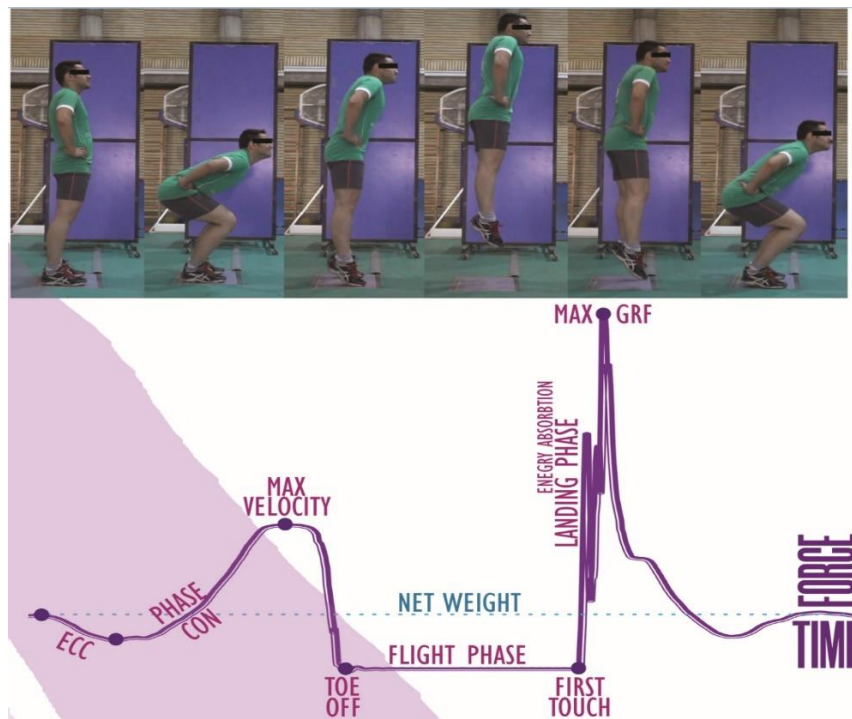 MAX GRF
ENEGRY ABSORBTION
LANDING PHASE
MAX
VELOCITY
PHASE
CON
ECC
NET WEIGHT
FORCE
TIME
FLIGHT PHASE
TOE
OFF
FIRST
TOUCH